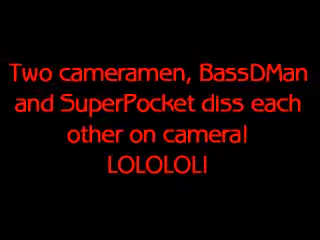 Two cameramen, BassDMan
and SuperPocket diss each
other on camera!
LOLOLOL!